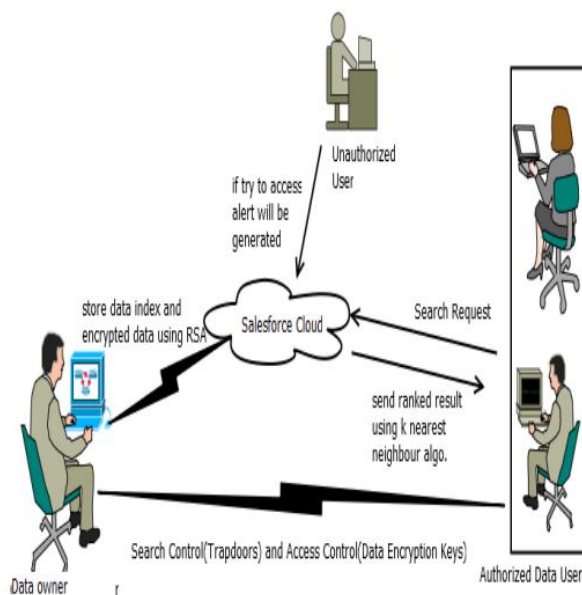 Unauthorized
User
if try to access
alert will be
generated
store data index and
encrypted data using RSA
Salesforce Cloud
Search Request
send ranked result
using k nearest
neighbour algo.
Search Control(Trapdoors) and Access Control(Data Encryption Keys)
Authorized Data User
Data owner
r